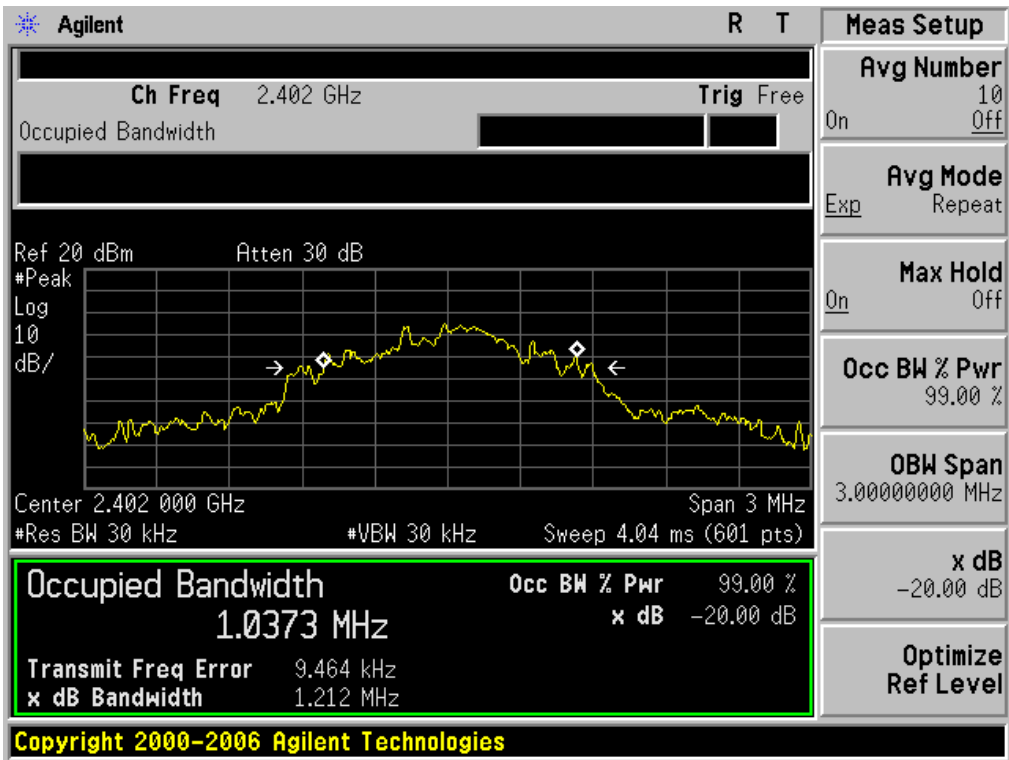 Agilent R T
Ch Freq 2.402 GHz Trig Free
Occupied Bandwidth
Ref 20 dBm Atten 30 dB
#Peak
Log
10
dB/
Center 2.402 000 GHz Span 3 MHz
#Res BW 30 kHz #VBW 30 kHz Sweep 4.04 ms (601 pts)
Occupied Bandwidth Occ BW % Pwr 99.00 %
1.0373 MHz x dB -20.00 dB
Transmit Freq Error 9.464 kHz
x dB Bandwidth 1.212 MHz
Copyright 2000-2006 Agilent Technologies
Meas Setup
Avg Number
10
On Off
Avg Mode
Exp Repeat
Max Hold
On Off
Occ BW % Pwr
99.00 %
OBW Span
3.00000000 MHz
x dB
-20.00 dB
Optimize
Ref Level